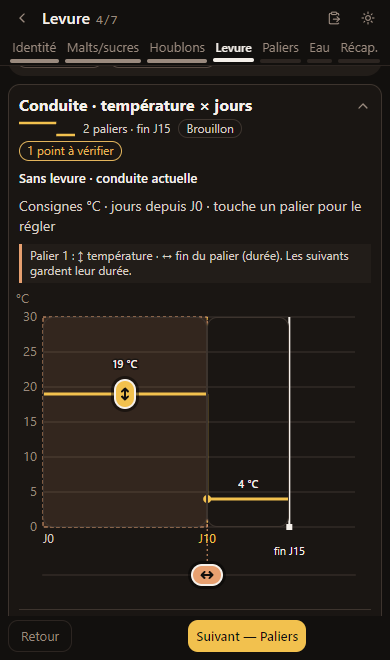 Levure 4/7
Identité Malts/sucres Houblons Levure Paliers Eau Récap.
Conduite · température × jours
2 paliers · fin J15 Brouillon
1 point à vérifier
Sans levure · conduite actuelle
Consignes °C · jours depuis J0 · touche un palier pour le
régler
Palier 1 : ↕ température · ↔ fin du palier (durée). Les suivants
gardent leur durée.
°C
30
25
20
15
10
5
0
19 °C
4 °C
J0
J10
fin J15
Retour
Suivant — Paliers